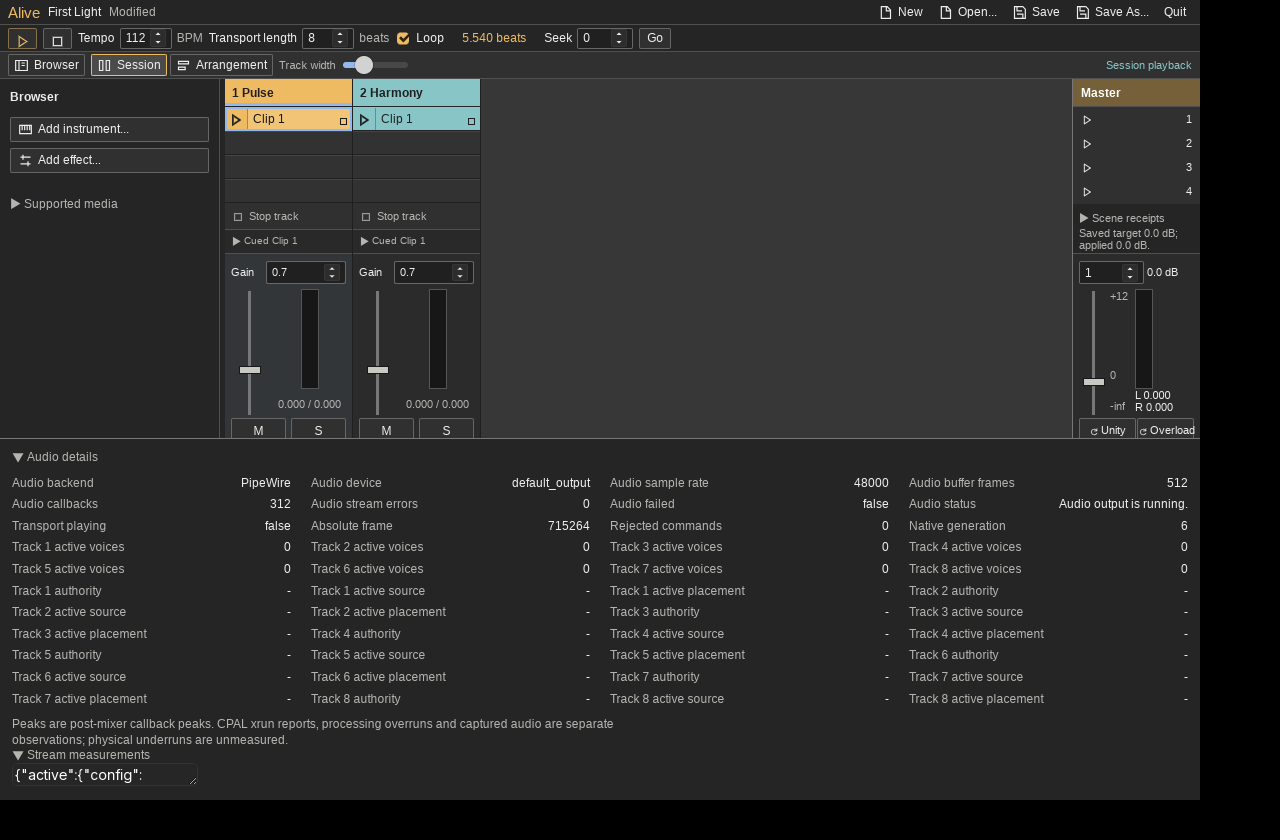 Alive First Light Modified New Open... Save Save As... Quit
Tempo 112 BPM Transport length 8 beats Loop 5.540 beats Seek 0 Go
Browser Session Arrangement Track width Session playback
Browser 1 Pulse 2 Harmony Master
Add instrument... Clip 1 Clip 1 1
2
Add effect...
3
4
Supported media
Stop track Stop track Scene receipts
Saved target 0.0 dB;
applied 0.0 dB.
Cued Clip 1 Cued Clip 1
Gain 0.7 Gain 0.7 1 0.0 dB
+12
0
-inf
L 0.000
R 0.000
0.000 / 0.000 0.000 / 0.000
M S M S Unity Overload
Audio details
Audio backend PipeWire Audio device default_output Audio sample rate 48000 Audio buffer frames 512
Audio callbacks 312 Audio stream errors 0 Audio failed false Audio status Audio output is running.
Transport playing false Absolute frame 715264 Rejected commands 0 Native generation 6
Track 1 active voices 0 Track 2 active voices 0 Track 3 active voices 0 Track 4 active voices 0
Track 5 active voices 0 Track 6 active voices 0 Track 7 active voices 0 Track 8 active voices 0
Track 1 authority - Track 1 active source - Track 1 active placement - Track 2 authority -
Track 2 active source - Track 2 active placement - Track 3 authority - Track 3 active source -
Track 3 active placement - Track 4 authority - Track 4 active source - Track 4 active placement -
Track 5 authority - Track 5 active source - Track 5 active placement - Track 6 authority -
Track 6 active source - Track 6 active placement - Track 7 authority - Track 7 active source -
Track 7 active placement - Track 8 authority - Track 8 active source - Track 8 active placement -
Peaks are post-mixer callback peaks. CPAL xrun reports, processing overruns and captured audio are separate
observations; physical underruns are unmeasured.
Stream measurements
{"active":{"config":